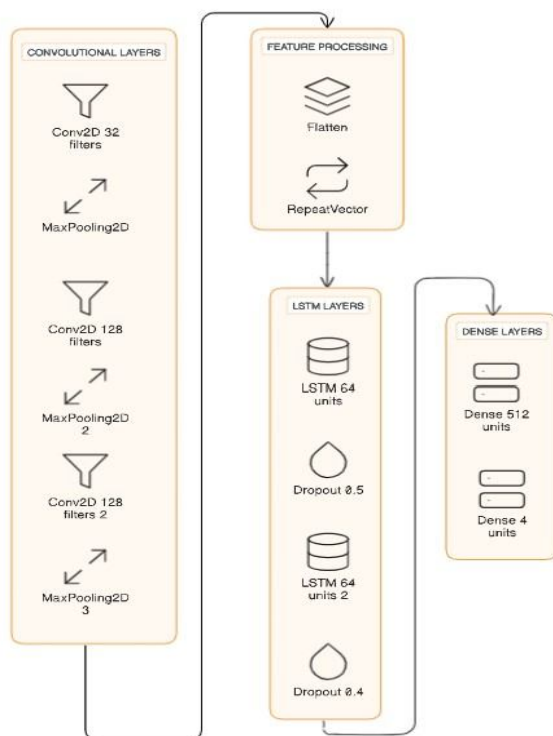 CONVOLUTIONAL LAYERS
Conv2D 32
filters
MaxPooling2D
Conv2D 128
filters
MaxPooling2D
2
Conv2D 128
filters 2
MaxPooling2D
3
FEATURE PROCESSING
Flatten
RepeatVector
LSTM LAYERS
LSTM 64
units
Dropout 0.5
LSTM 64
units 2
Dropout 0.4
DENSE LAYERS
Dense 512
units
Dense 4
units